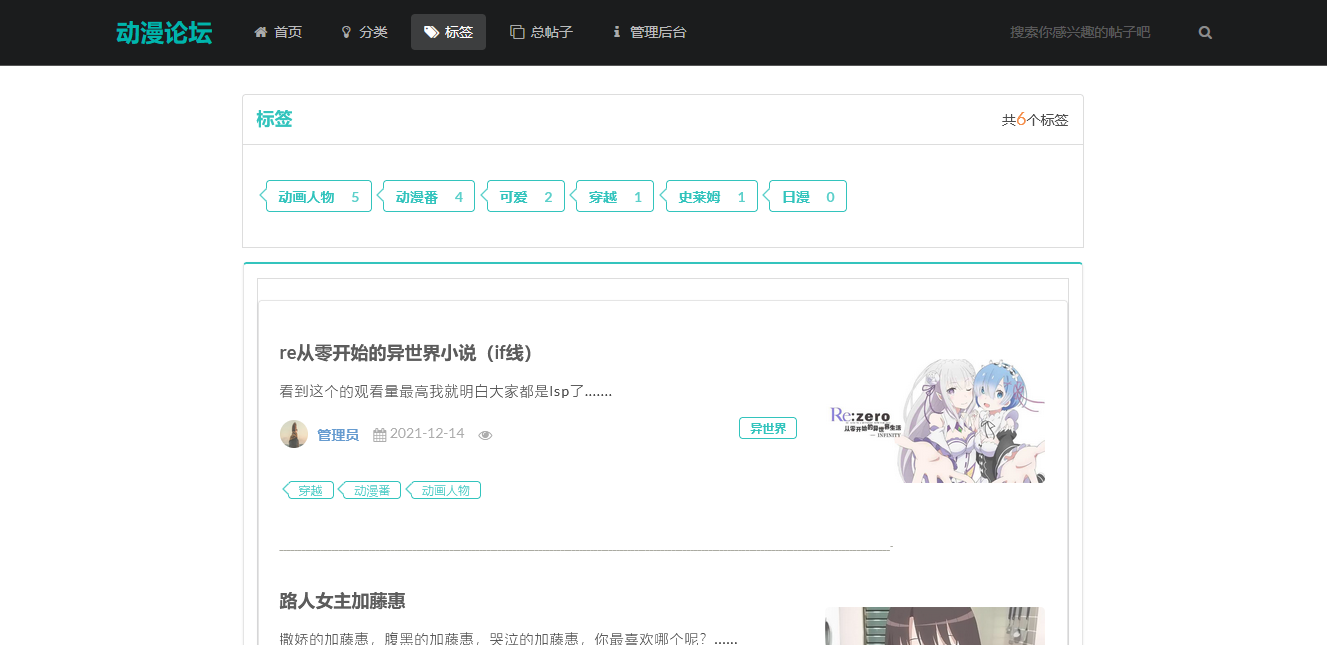 动漫论坛 首页 分类 标签 总帖子 管理后台 搜索你感兴趣的帖子吧
标签 共6个标签
动画人物 5 动漫番 4 可爱 2 穿越 1 史莱姆 1 日漫 0
re从零开始的异世界小说（if线）
看到这个的观看量最高我就明白大家都是lsp了.......
管理员 2021-12-14 异世界
Re:zero
从零开始的异世界生活
— INFINITY
穿越 动漫番 动画人物
路人女主加藤惠
撒娇的加藤惠，腹黑的加藤惠，哭泣的加藤惠，你最喜欢哪个呢？......